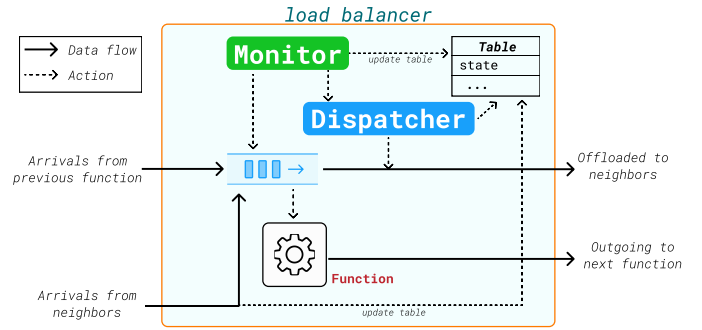 load balancer
Data flow
Action
Monitor
update table
Table
state
...
Dispatcher
Arrivals from
previous function
Offloaded to
neighbors
Function
Outgoing to
next function
Arrivals from
neighbors
update table